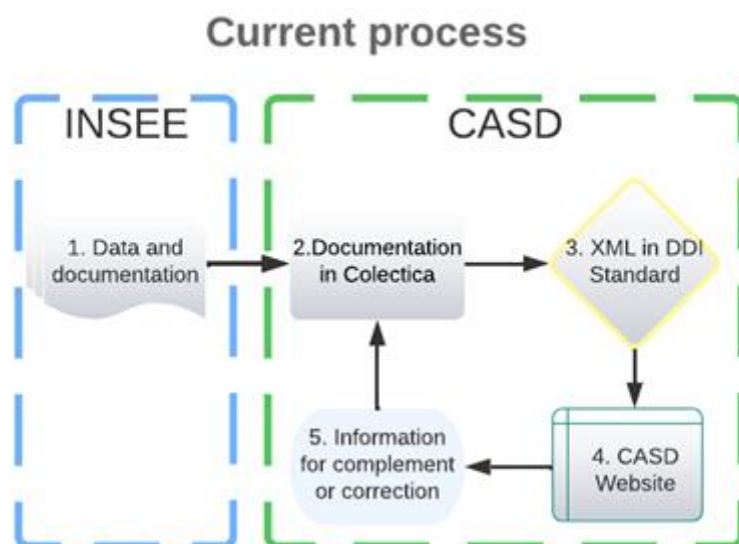 Current process
INSEE
CASD
1. Data and
documentation
2.Documentation
in Colectica
3. XML in DDI
Standard
4. CASD
Website
5. Information
for complement
or correction